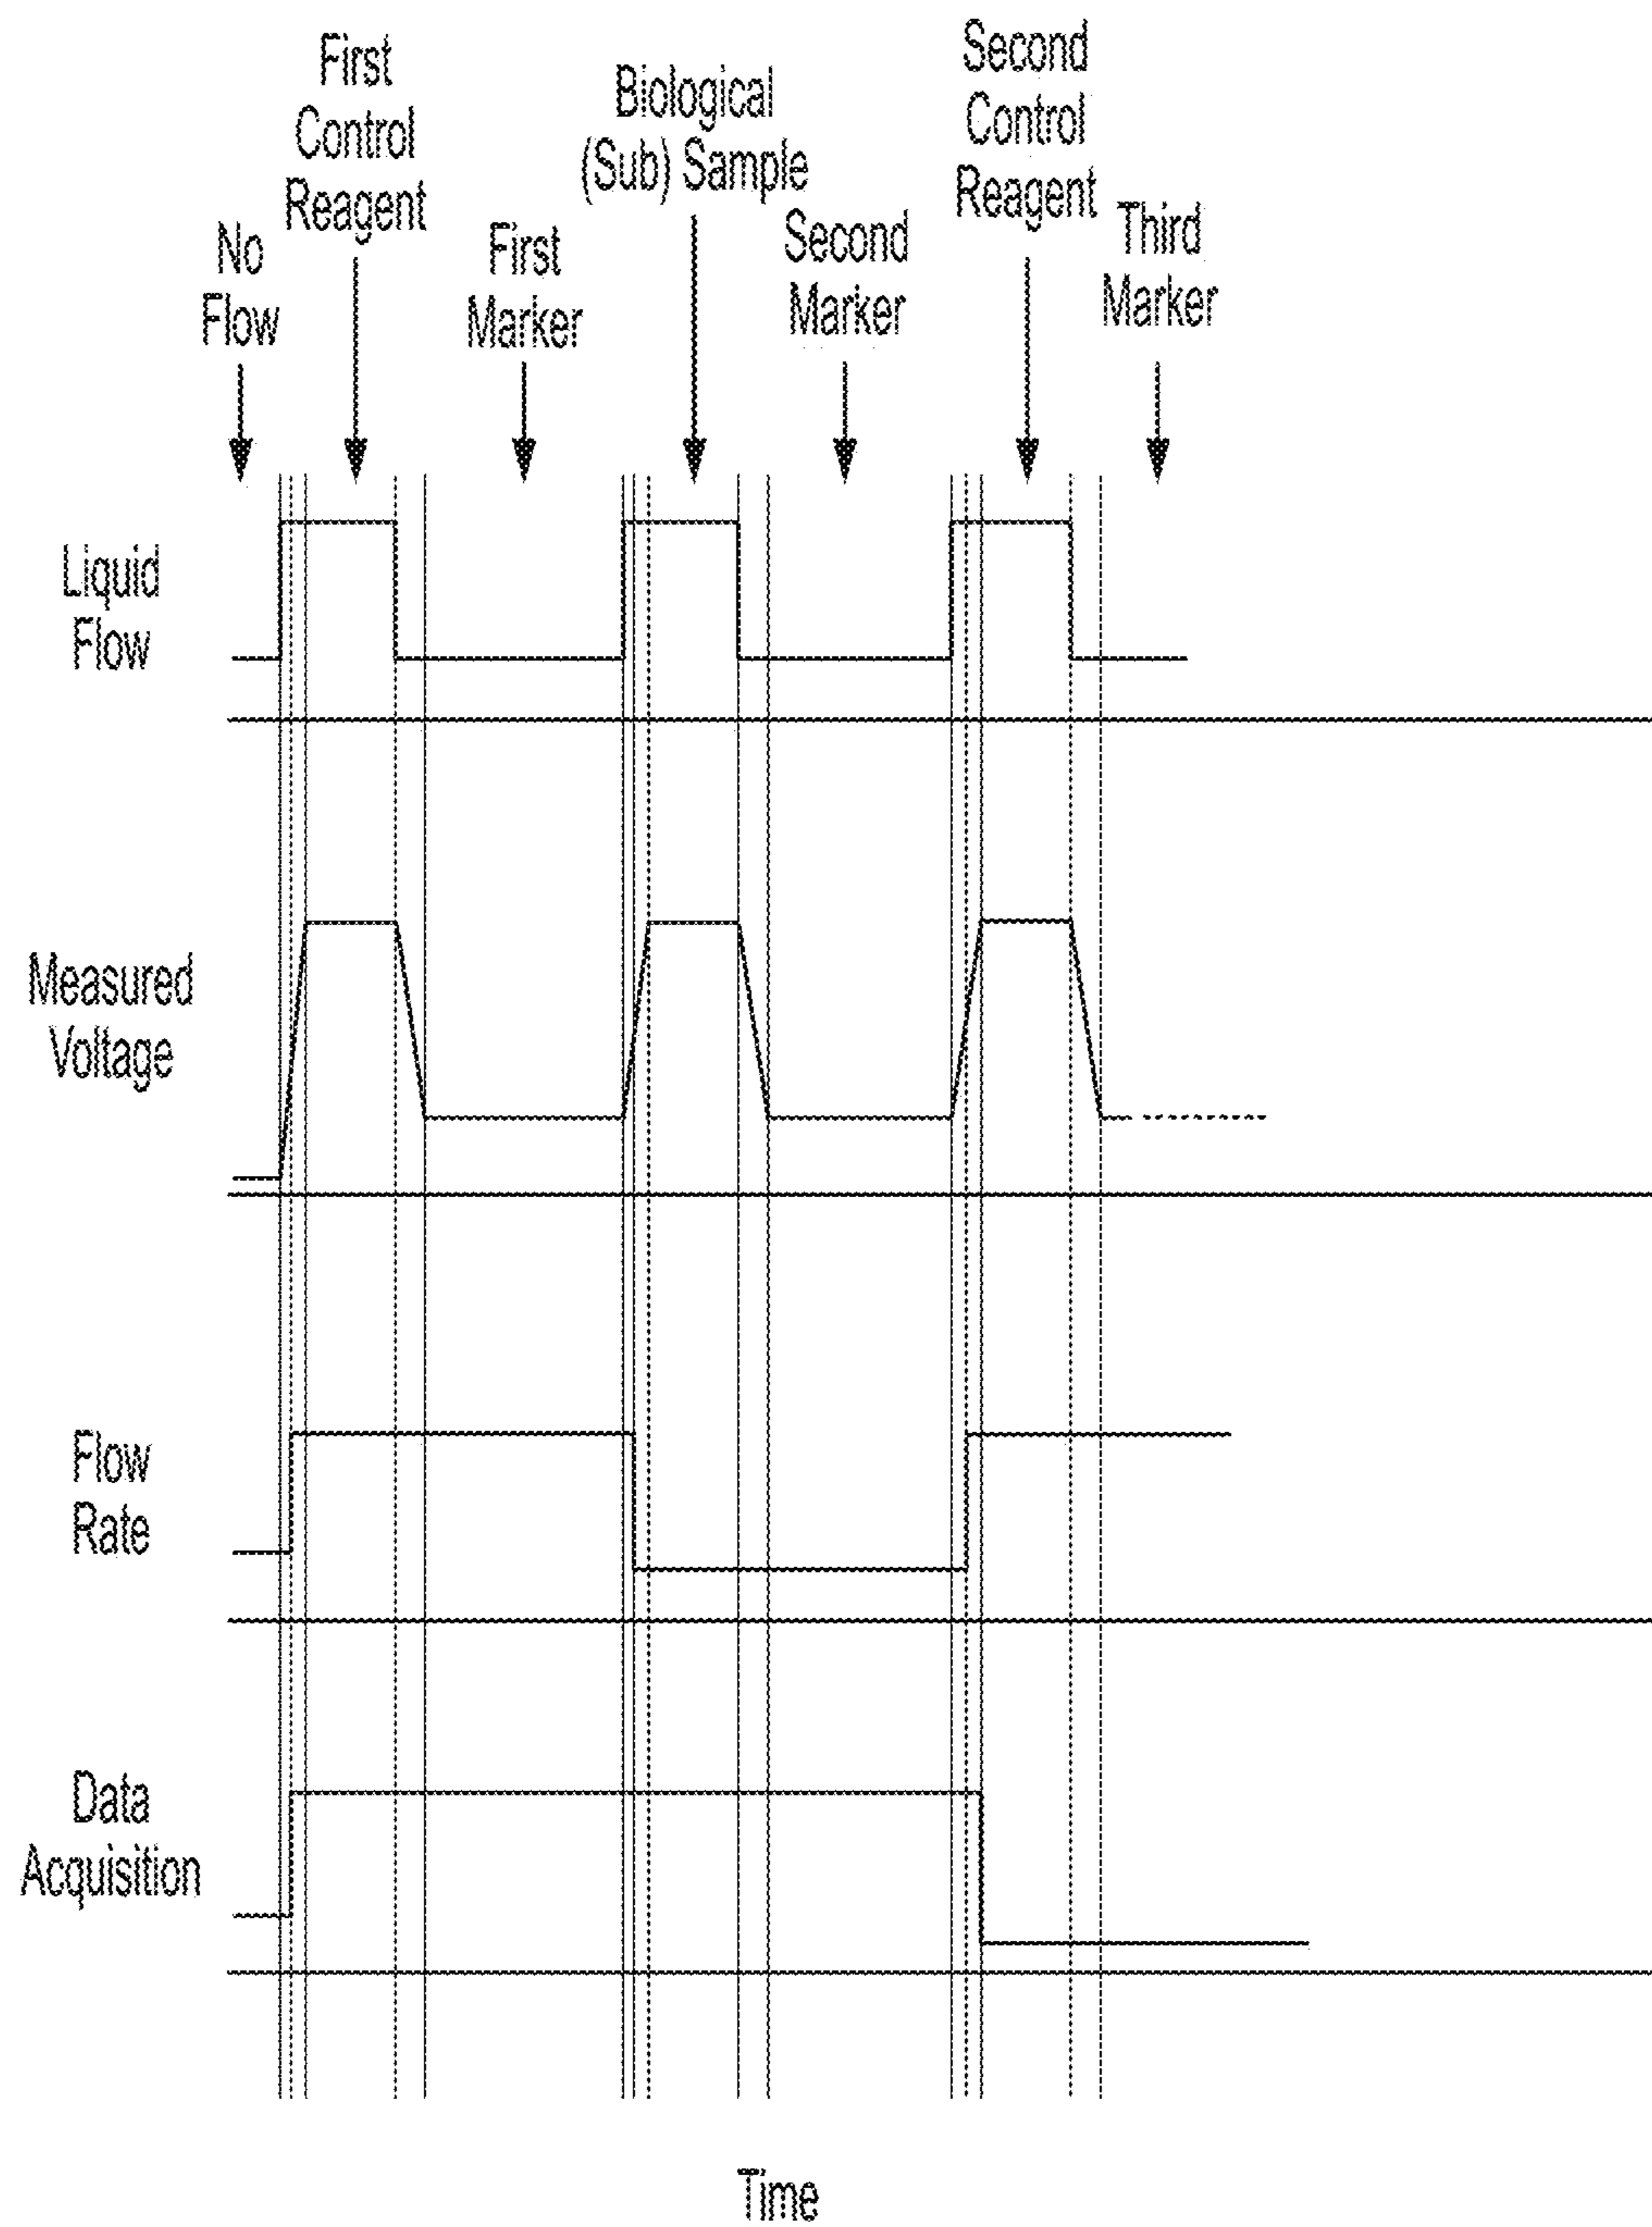 No
Flow
First
Control
Reagent
First
Marker
Biological
(Sub) Sample
Second
Marker
Second
Control
Reagent
Third
Marker
Liquid
Flow
Measured
Voltage
Flow
Rate
Data
Acquisition
Time